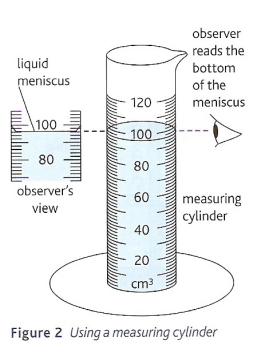 observer
reads the
bottom
of the
meniscus
liquid
meniscus
120
100
100
80
80
observer's
view
60
measuring
cylinder
40
20
cm³
Figure 2 Using a measuring cylinder